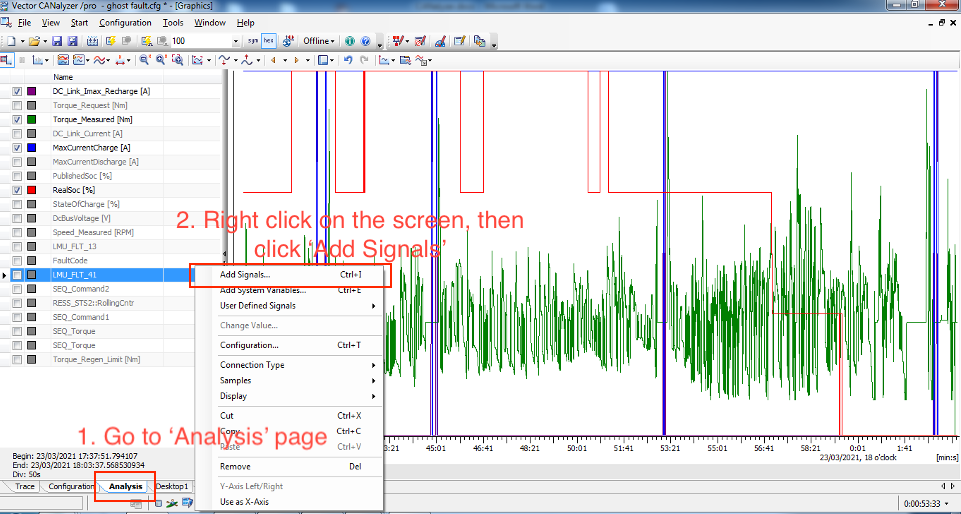 Vector CANalyzer /pro - ghost fault.cfg * - [Graphics]
File View Start Configuration Tools Window Help
100 sym hex Offline
Name
DC_Link_Imax_Recharge [A]
Torque_Request [Nm]
Torque_Measured [Nm]
DC_Link_Current [A]
MaxCurrentCharge [A]
MaxCurrentDischarge [A]
PublishedSoc [%]
RealSoc [%]
StateOfCharge [%]
DcBusVoltage [V]
Speed_Measured [RPM]
LMU_FLT_13
FaultCode
LMU_FLT_41
SEQ_Command2
RESS_STS2::RollingCntr
SEQ_Command1
SEQ_Torque
SEQ_Torque
Torque_Regen_Limit [Nm]
2. Right click on the screen, then
click ‘Add Signals’
Add Signals... Ctrl+I
Add System Variables... Ctrl+E
User Defined Signals
Change Value...
Configuration... Ctrl+T
Connection Type
Samples
Display
Cut Ctrl+X
Copy Ctrl+C
Paste Ctrl+V
Remove Del
Y-Axis Left/Right
Use as X-Axis
1. Go to ‘Analysis’ page
43:21 45:01 46:41 48:21 50:01 51:41 53:21 55:01 56:41 58:21 0:01 1:41
23/03/2021, 18 o'clock [min:s]
Begin: 23/03/2021 17:37:51.794107
End: 23/03/2021 18:03:37.568530934
Div: 50s
Trace Configuration Analysis Desktop1
0:00:53:33